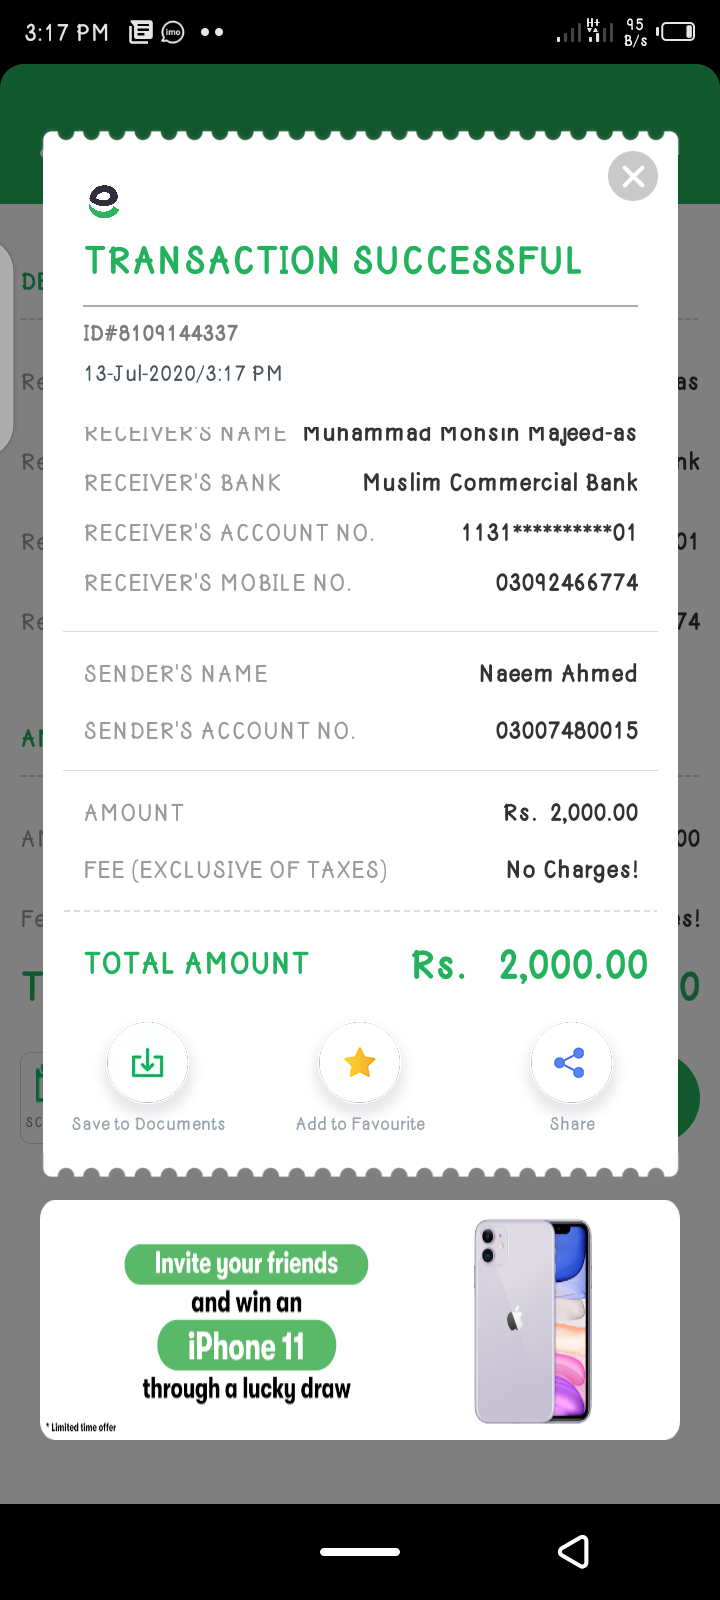 3:17 PM imo H+ 95 B/s
TRANSACTION SUCCESSFUL
ID#8109144337
13-Jul-2020/3:17 PM
RECEIVER'S NAME Muhammad Mohsin Majeed-as
RECEIVER'S BANK Muslim Commercial Bank
RECEIVER'S ACCOUNT NO. 1131**********01
RECEIVER'S MOBILE NO. 03092466774
SENDER'S NAME Naeem Ahmed
SENDER'S ACCOUNT NO. 03007480015
AMOUNT Rs. 2,000.00
FEE (EXCLUSIVE OF TAXES) No Charges!
TOTAL AMOUNT Rs. 2,000.00
Save to Documents Add to Favourite Share
Invite your friends
and win an
iPhone 11
through a lucky draw
* Limited time offer